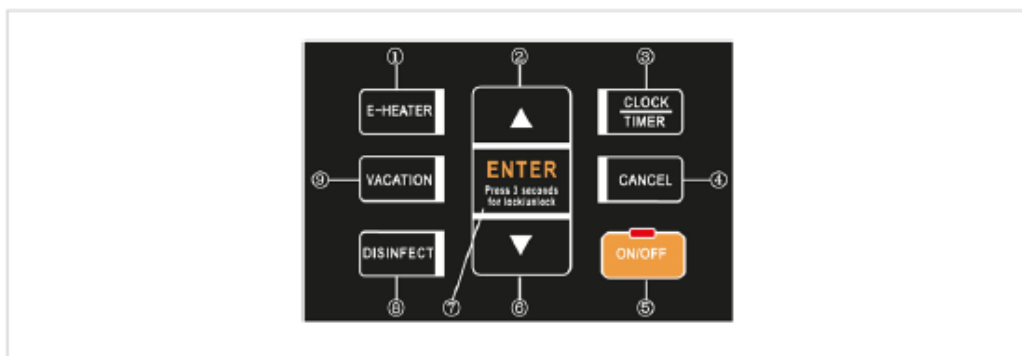 ① ② ③
E-HEATER ▲ CLOCK
TIMER
⑨ VACATION ENTER CANCEL ④
Press 3 seconds
for lock/unlock
DISINFECT ▼ ON/OFF
⑧ ⑦ ⑥ ⑤